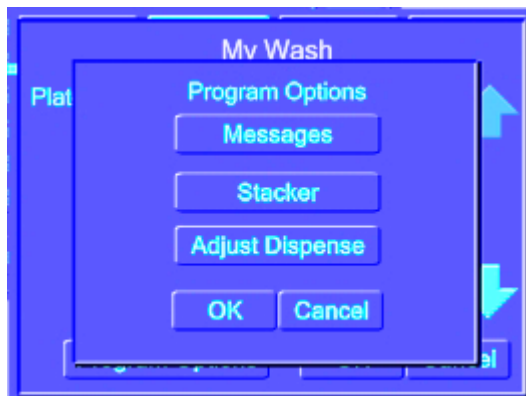 My Wash
Plat
Program Options
Messages
Stacker
Adjust Dispense
OK Cancel